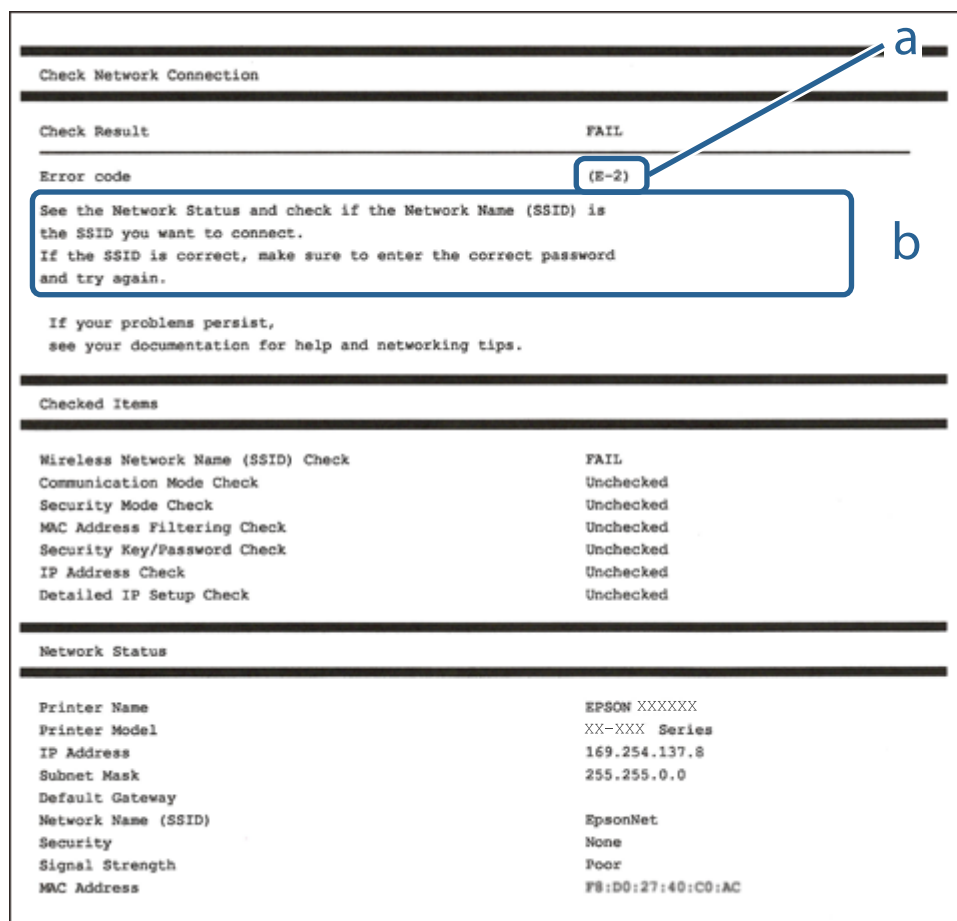 a
Check Network Connection
Check Result FAIL
Error code (E-2)
See the Network Status and check if the Network Name (SSID) is
the SSID you want to connect.
If the SSID is correct, make sure to enter the correct password
and try again.
b
If your problems persist,
see your documentation for help and networking tips.
Checked Items
Wireless Network Name (SSID) Check FAIL
Communication Mode Check Unchecked
Security Mode Check Unchecked
MAC Address Filtering Check Unchecked
Security Key/Password Check Unchecked
IP Address Check Unchecked
Detailed IP Setup Check Unchecked
Network Status
Printer Name EPSON XXXXXX
Printer Model XX-XXX Series
IP Address 169.254.137.8
Subnet Mask 255.255.0.0
Default Gateway
Network Name (SSID) EpsonNet
Security None
Signal Strength Poor
MAC Address F8:D0:27:40:C0:AC